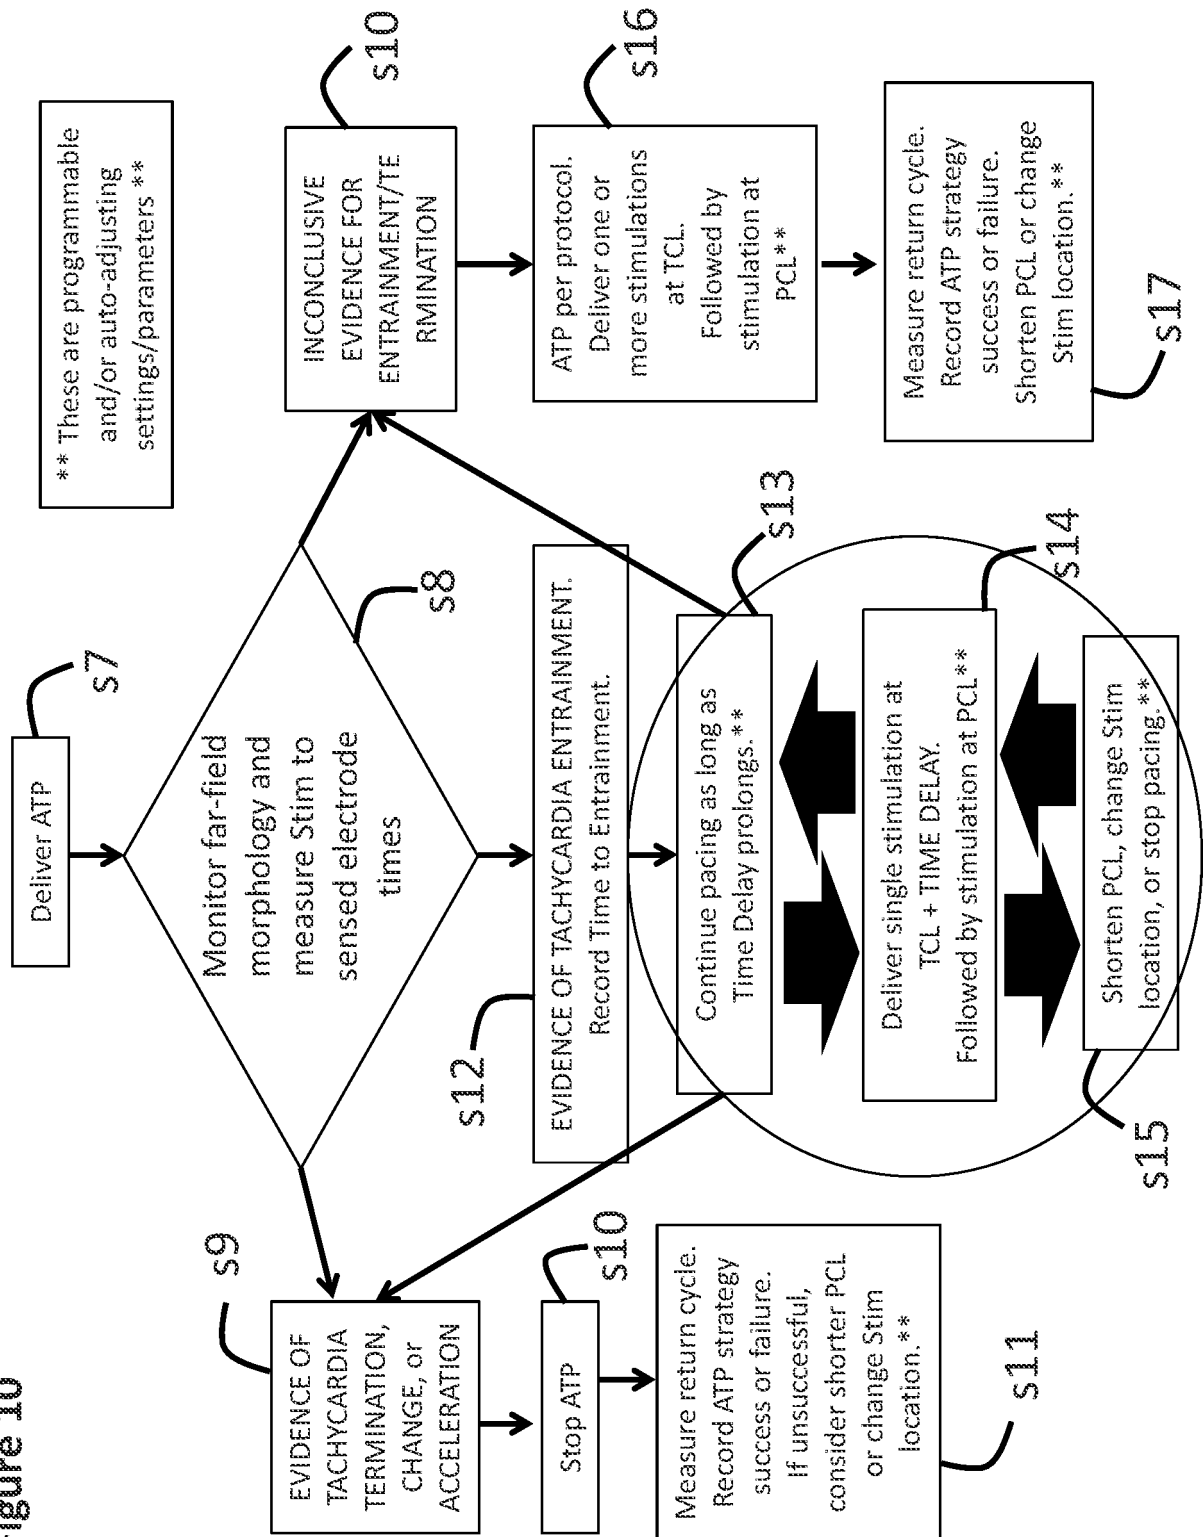 Figure 10
Deliver ATP
s7
** These are programmable
and/or auto-adjusting
settings/parameters **
Monitor far-field
morphology and
measure Stim to
sensed electrode
times
s8
s9
EVIDENCE OF
TACHYCARDIA
TERMINATION,
CHANGE, or
ACCELERATION
s10
Stop ATP
Measure return cycle.
Record ATP strategy
success or failure.
If unsuccessful,
consider shorter PCL
or change Stim
location.**
s11
s12
EVIDENCE OF TACHYCARDIA ENTRAINMENT.
Record Time to Entrainment.
s13
Continue pacing as long as
Time Delay prolongs.**
s14
Deliver single stimulation at
TCL + TIME DELAY.
Followed by stimulation at PCL**
Shorten PCL, change Stim
location, or stop pacing.**
s15
s10
INCONCLUSIVE
EVIDENCE FOR
ENTRAINMENT/TE
RMINATION
s16
ATP per protocol.
Deliver one or
more stimulations
at TCL.
Followed by
stimulation at
PCL**
Measure return cycle.
Record ATP strategy
success or failure.
Shorten PCL or change
Stim location.**
s17